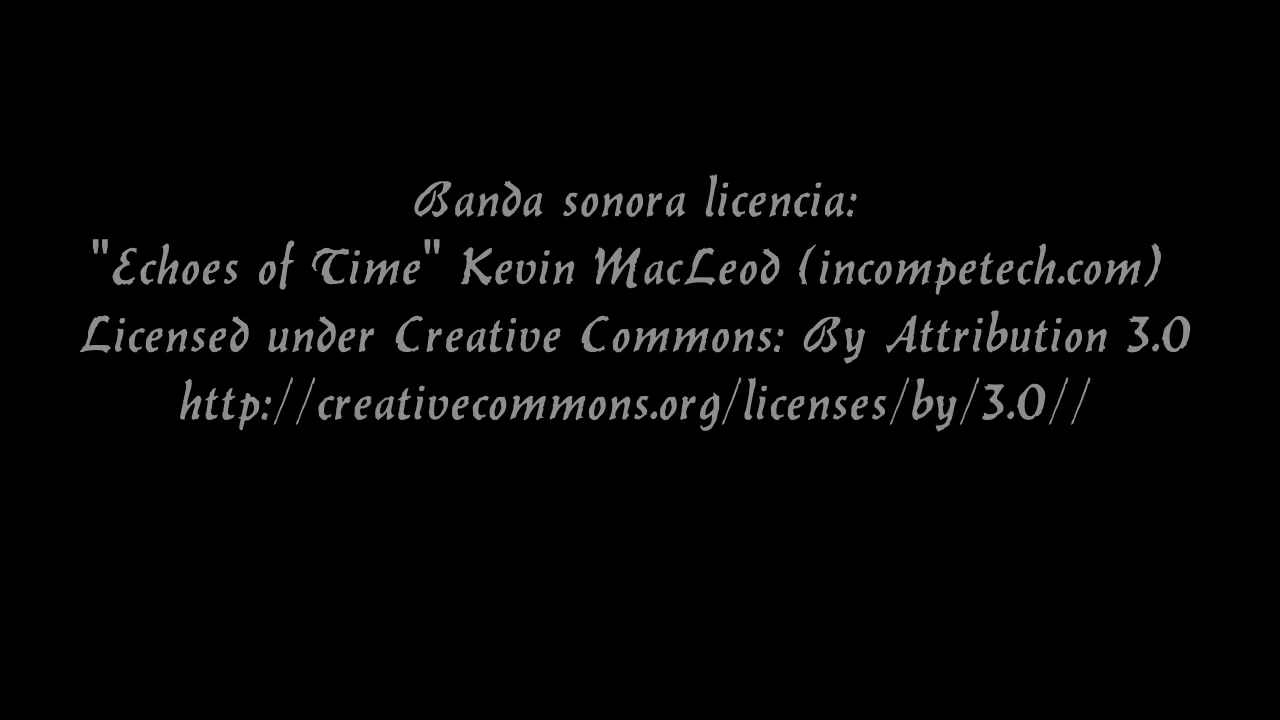 Banda sonora licencia:
"Echoes of Time" Kevin MacLeod (incompetech.com)
Licensed under Creative Commons: By Attribution 3.0
http://creativecommons.org/licenses/by/3.0//